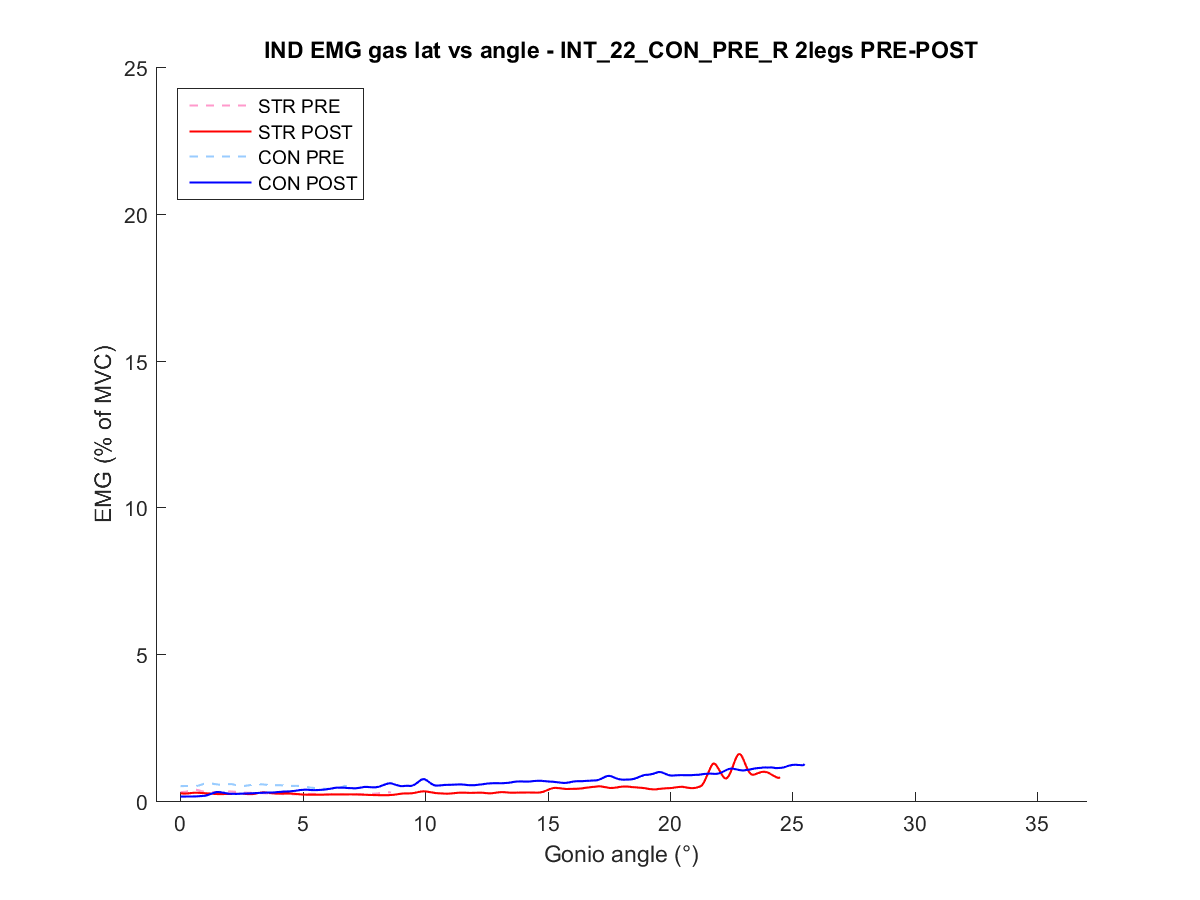 IND EMG gas lat vs angle - INT_22_CON_PRE_R 2legs PRE-POST
25
20
15
10
5
0
EMG (% of MVC)
STR PRE
STR POST
CON PRE
CON POST
0 5 10 15 20 25 30 35
Gonio angle (°)